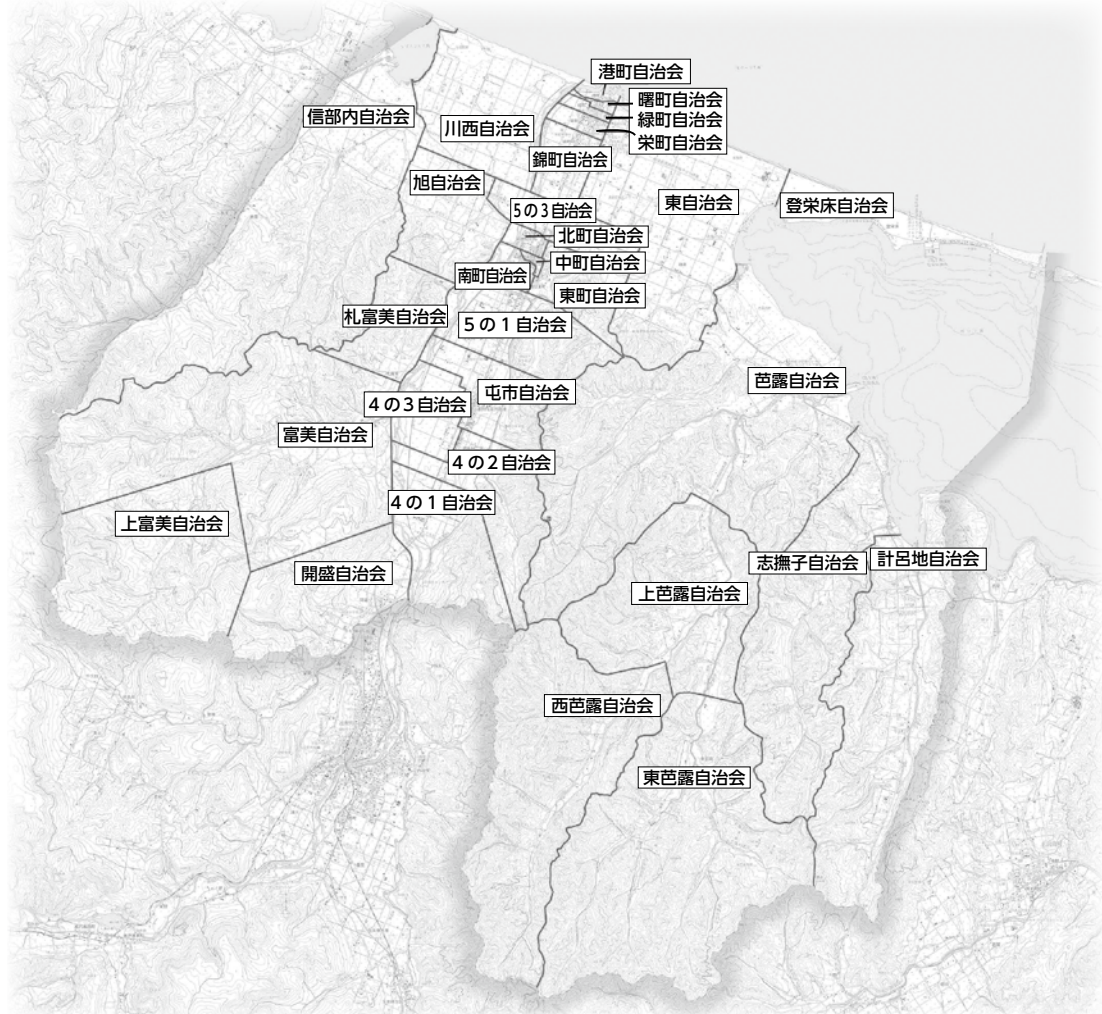 港町自治会
曙町自治会
緑町自治会
栄町自治会
信部内自治会
川西自治会
錦町自治会
旭自治会
東自治会
登栄床自治会
5の3自治会
北町自治会
中町自治会
南町自治会
東町自治会
札富美自治会
5の1自治会
芭露自治会
屯市自治会
4の3自治会
富美自治会
4の2自治会
4の1自治会
上富美自治会
開盛自治会
志撫子自治会
計呂地自治会
上芭露自治会
西芭露自治会
東芭露自治会